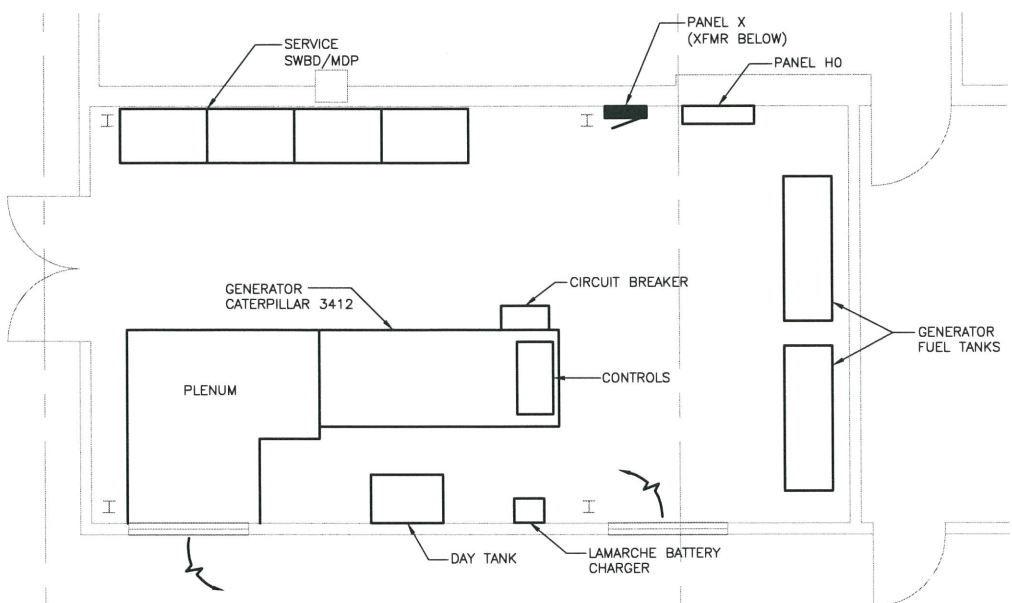 PANEL X
(XFMR BELOW)
SERVICE
SWBD/MDP
PANEL HO
GENERATOR
CATERPILLAR 3412
CIRCUIT BREAKER
GENERATOR
FUEL TANKS
CONTROLS
PLENUM
DAY TANK
LAMARCHE BATTERY
CHARGER